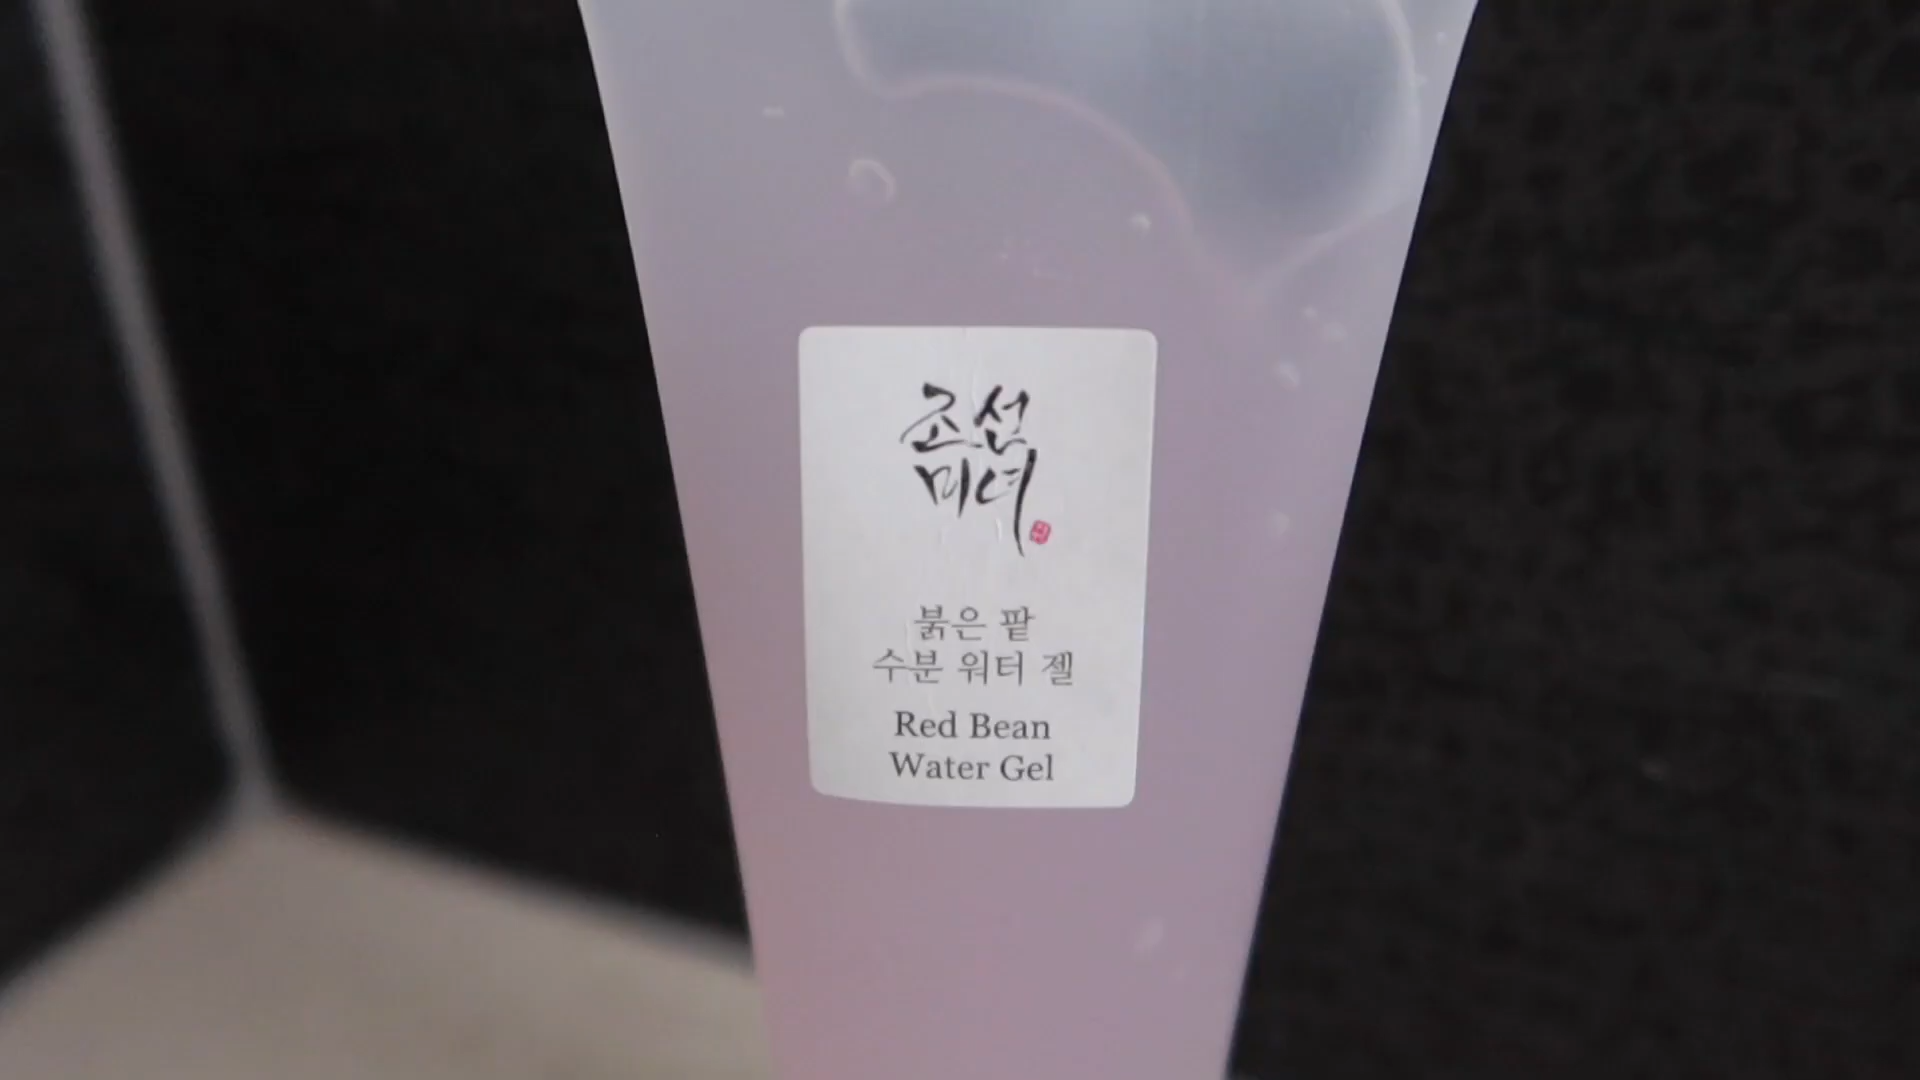 조선
미녀
붉은 팥
수분 워터 젤
Red Bean
Water Gel